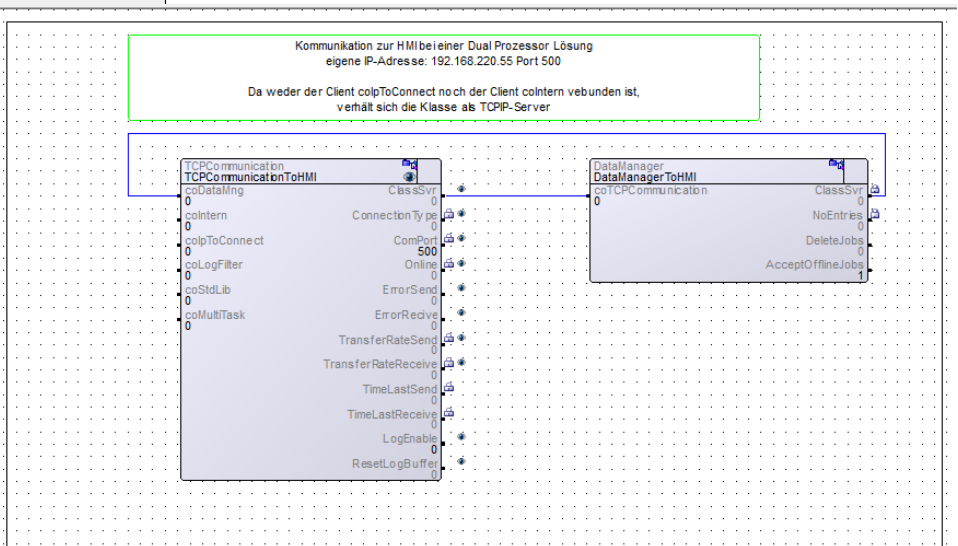 Kommunikation zur HMI bei einer Dual Prozessor Lösung
eigene IP-Adresse: 192.168.220.55 Port 500
Da weder der Client coIpToConnect noch der Client coIntern vebunden ist,
verhält sich die Klasse als TCPIP-Server
TCPCommunication
TCPCommunicationToHMI
coDataMng
0
coIntern
0
coIpToConnect
0
coLogFilter
0
coStdLib
0
coMultiTask
0
ClassSvr
0
ConnectionType
0
ComPort
500
Online
0
ErrorSend
0
ErrorRecive
0
TransferRateSend
0
TransferRateReceive
0
TimeLastSend
0
TimeLastReceive
0
LogEnable
0
ResetLogBuffer
0
DataManager
DataManagerToHMI
coTCPCommunication
0
ClassSvr
0
NoEntries
0
DeleteJobs
0
AcceptOfflineJobs
1